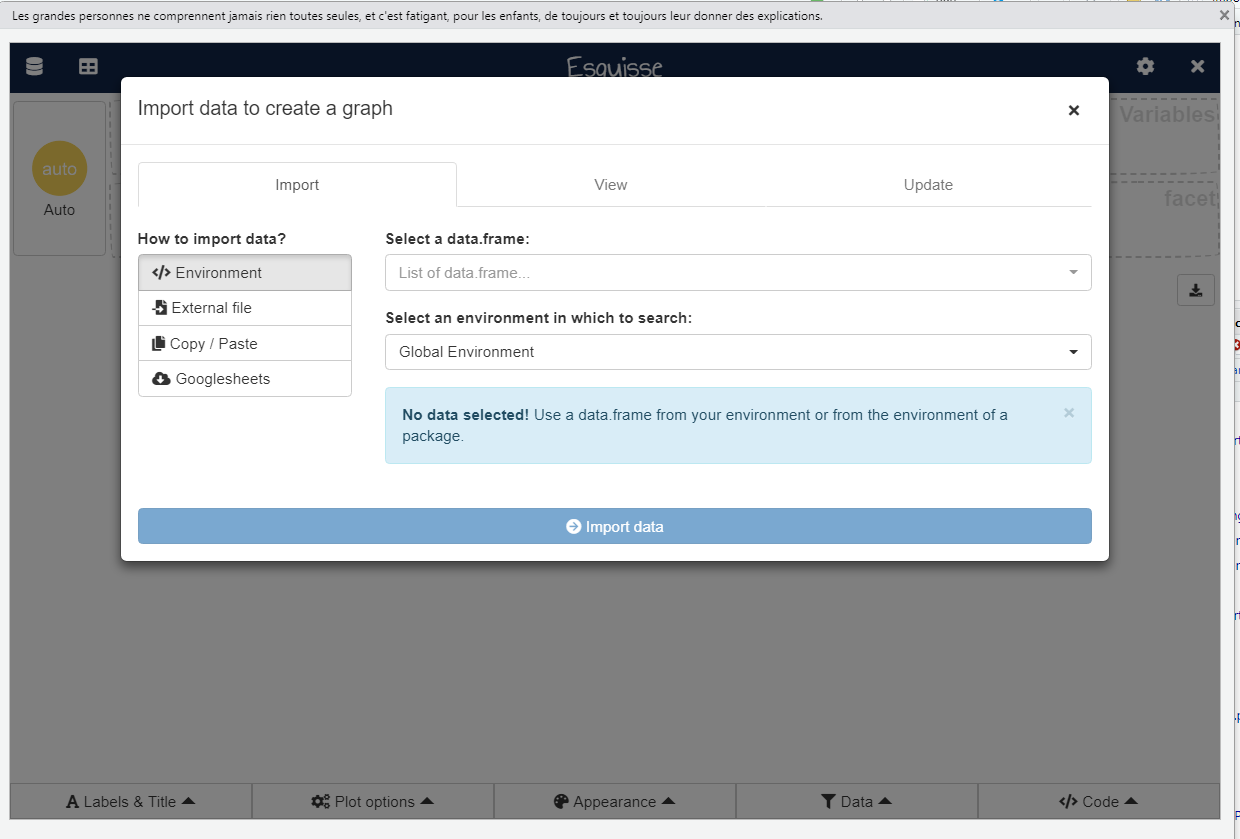 Les grandes personnes ne comprennent jamais rien toutes seules, et c'est fatigant, pour les enfants, de toujours et toujours leur donner des explications.
Esquisse
Import data to create a graph
Variables
auto
Auto
Import
View
Update
facet
How to import data?
Select a data.frame:
Environment
List of data.frame...
External file
Select an environment in which to search:
Copy / Paste
Global Environment
Googlesheets
No data selected! Use a data.frame from your environment or from the environment of a
package.
Import data
Labels & Title
Plot options
Appearance
Data
Code